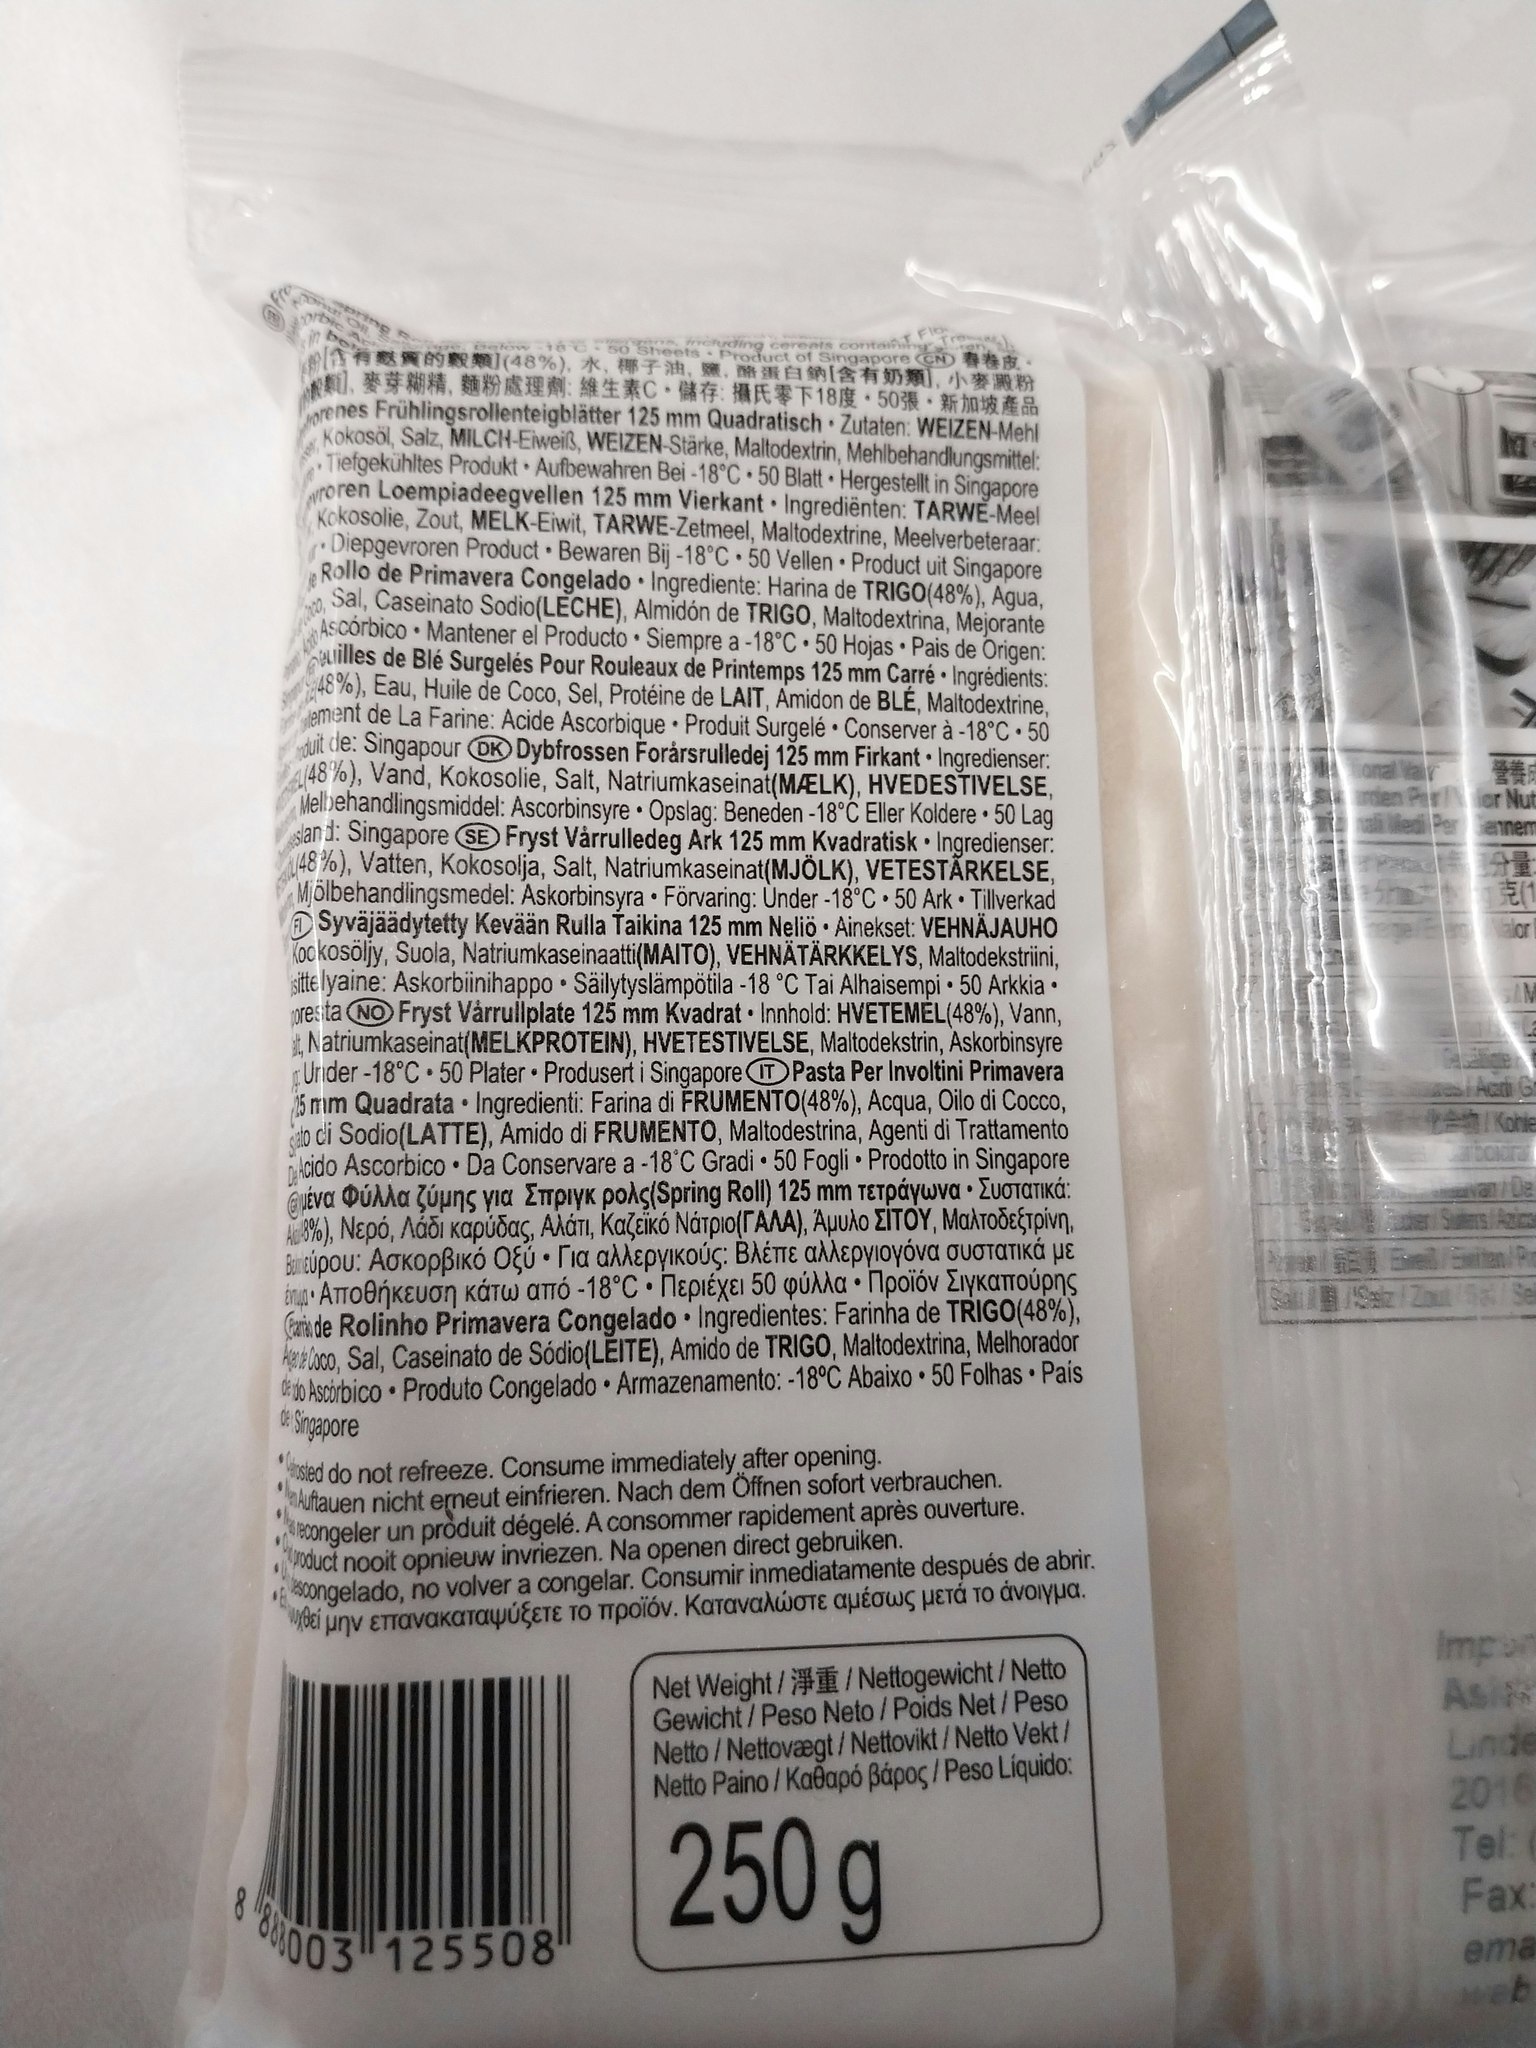 Product of Singapore CN 春卷皮 •
[含有麩質的穀類](48%), 水, 椰子油, 鹽, 酪蛋白鈉[含有奶類], 小麥澱粉
麥芽糊精, 麵粉處理劑: 維生素C • 儲存: 攝氏零下18度 • 50張 • 新加坡產品
Frühlingsrollenteigblätter 125 mm Quadratisch • Zutaten: WEIZEN-Mehl
Kokosöl, Salz, MILCH-Eiweiß, WEIZEN-Stärke, Maltodextrin, Mehlbehandlungsmittel:
• Tiefgekühltes Produkt • Aufbewahren Bei -18°C • 50 Blatt • Hergestellt in Singapore
Loempiadeegvellen 125 mm Vierkant • Ingrediënten: TARWE-Meel
Kokosolie, Zout, MELK-Eiwit, TARWE-Zetmeel, Maltodextrine, Meelverbeteraar:
• Diepgevroren Product • Bewaren Bij -18°C • 50 Vellen • Product uit Singapore
Rollo de Primavera Congelado • Ingrediente: Harina de TRIGO(48%), Agua,
Sal, Caseinato Sodio(LECHE), Almidón de TRIGO, Maltodextrina, Mejorante
Ascórbico • Mantener el Producto • Siempre a -18°C • 50 Hojas • Pais de Origen:
de Blé Surgelés Pour Rouleaux de Printemps 125 mm Carré • Ingrédients:
(48%), Eau, Huile de Coco, Sel, Protéine de LAIT, Amidon de BLÉ, Maltodextrine,
de La Farine: Acide Ascorbique • Produit Surgelé • Conserver à -18°C • 50
de: Singapour DK Dybfrossen Forårsrulledej 125 mm Firkant • Ingredienser:
(48%), Vand, Kokosolie, Salt, Natriumkaseinat(MÆLK), HVEDESTIVELSE,
Melbehandlingsmiddel: Ascorbinsyre • Opslag: Beneden -18°C Eller Koldere • 50 Lag
Singapore SE Fryst Vårrulledeg Ark 125 mm Kvadratisk • Ingredienser:
(48%), Vatten, Kokosolja, Salt, Natriumkaseinat(MJÖLK), VETESTÄRKELSE,
Mjölbehandlingsmedel: Askorbinsyra • Förvaring: Under -18°C • 50 Ark • Tillverkad
FI Syväjäädytetty Kevään Rulla Taikina 125 mm Neliö • Ainekset: VEHNÄJAUHO
Suola, Natriumkaseinaatti(MAITO), VEHNÄTÄRKKELYS, Maltodekstriini,
Askorbiinihappo • Säilytyslämpötila -18 °C Tai Alhaisempi • 50 Arkkia •
NO Fryst Vårrullplate 125 mm Kvadrat • Innhold: HVETEMEL(48%), Vann,
Natriumkaseinat(MELKPROTEIN), HVETESTIVELSE, Maltodekstrin, Askorbinsyre
Under -18°C • 50 Plater • Produsert i Singapore IT Pasta Per Involtini Primavera
mm Quadrata • Ingredienti: Farina di FRUMENTO(48%), Acqua, Oilo di Cocco,
di Sodio(LATTE), Amido di FRUMENTO, Maltodestrina, Agenti di Trattamento
Acido Ascorbico • Da Conservare a -18°C Gradi • 50 Fogli • Prodotto in Singapore
Φύλλα ζύμης για Σπριγκ ρολς(Spring Roll) 125 mm τετράγωνα • Συστατικά:
Νερό, Λάδι καρύδας, Αλάτι, Καζεϊκό Νάτριο(ΓΑΛΑ), Άμυλο ΣΙΤΟΥ, Μαλτοδεξτρίνη,
Ασκορβικό Οξύ • Για αλλεργικούς: Βλέπε αλλεργιογόνα συστατικά με
• Αποθήκευση κάτω από -18°C • Περιέχει 50 φύλλα • Προϊόν Σιγκαπούρης
de Rolinho Primavera Congelado • Ingredientes: Farinha de TRIGO(48%),
Coco, Sal, Caseinato de Sódio(LEITE), Amido de TRIGO, Maltodextrina, Melhorador
Ascórbico • Produto Congelado • Armazenamento: -18ºC Abaixo • 50 Folhas • País
Singapore
do not refreeze. Consume immediately after opening.
Auftauen nicht erneut einfrieren. Nach dem Öffnen sofort verbrauchen.
recongeler un produit dégelé. A consommer rapidement après ouverture.
product nooit opnieuw invriezen. Na openen direct gebruiken.
no volver a congelar. Consumir inmediatamente después de abrir.
μην επανακαταψύξετε το προϊόν. Καταναλώστε αμέσως μετά το άνοιγμα.
Net Weight / 淨重 / Nettogewicht / Netto
Gewicht / Peso Neto / Poids Net / Peso
Netto / Nettovægt / Nettovikt / Netto Vekt /
Netto Paino / Καθαρό βάρος / Peso Líquido:
250 g
8 888003 125508
Tel:
Fax: